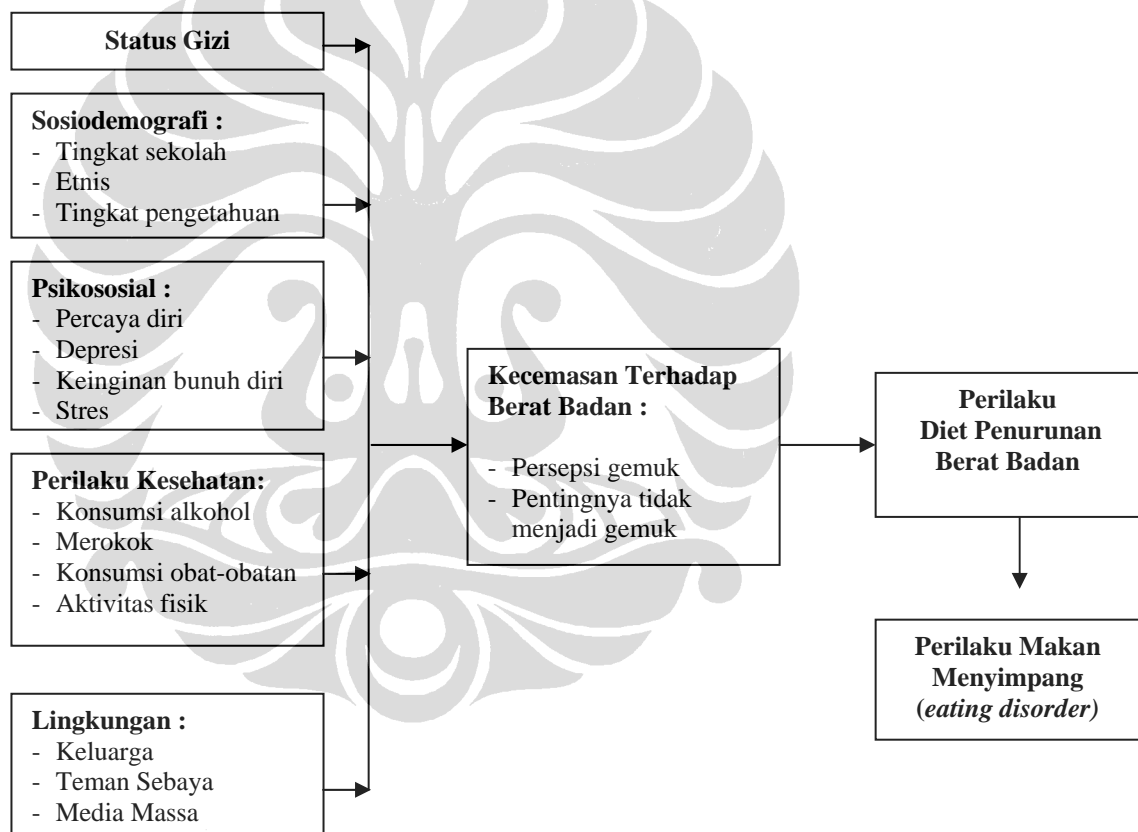 Status Gizi
Sosiodemografi :
- Tingkat sekolah
- Etnis
- Tingkat pengetahuan
Psikososial :
- Percaya diri
- Depresi
- Keinginan bunuh diri
- Stres
Perilaku Kesehatan:
- Konsumsi alkohol
- Merokok
- Konsumsi obat-obatan
- Aktivitas fisik
Lingkungan :
- Keluarga
- Teman Sebaya
- Media Massa
Kecemasan Terhadap
Berat Badan :
- Persepsi gemuk
- Pentingnya tidak
menjadi gemuk
Perilaku
Diet Penurunan
Berat Badan
Perilaku Makan
Menyimpang
(eating disorder)